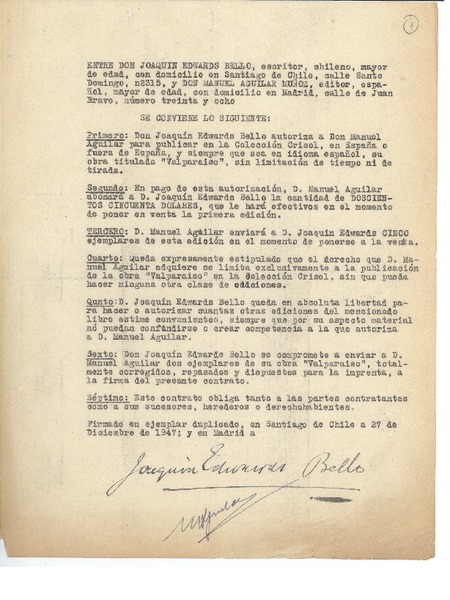 1
ENTRE DON JOAQUIN EDWARDS BELLO, escritor, chileno, mayor
de edad, con domicilio en Santiago de Chile, calle Santo
Domingo, n2315, y DON MANUEL AGUILAR MUÑOZ, editor, espa-
ñol, mayor de edad, con domicilio en Madrid, calle de Juan
Bravo, número treinta y ocho
SE CONVIENE LO SIGUIENTE:
Primero: Don Joaquín Edwards Bello autoriza a Don Manuel
Aguilar para publicar en la Colección Crisol, en España o
fuera de España, y siempre que sea en idioma español, su
obra titulada "Valparaíso", sin limitación de tiempo ni de
tirada.
Segundo: En pago de esta autorización, D. Manuel Aguilar
abonará a D. Joaquín Edwards Bello la cantidad de DOSCIEN-
TOS CINCUENTA DOLARES, que le hará efectivos en el momento
de poner en venta la primera edición.
TERCERO: D. Manuel Agailar enviará a D. Joaquín Edwards CINCO
ejemplares de esta edición en el momento de ponerse a la venta.
Cuarto: Queda expresamente estipulado que el derecho que D. Ma-
nuel Aguilar adquiere se limita exclusivamente a la publicación
de la obra "Valparaíso" en la Colección Crisol, sin que pueda
hacer ninguna otra clase de ediciones.
Qunto: D. Joaquín Edwards Bello queda en absoluta libertad pa-
ra hacer o autorizar cuantas otras ediciones del mencionado
libro estime convenientes, siempre que por su aspecto material
no puedan confundirse o crear competencia a la que autoriza
a D. Manuel Aguilar.
Sexto: Don Joaquín Edwards Bello se compromete a enviar a D.
Manuel Aguilar dos ejemplares de su obra "Valparaíso", total-
mente corregidos, repasados y dispuestos para la imprenta, a
la firma del presente contrato.
Séptimo: Este contrato obliga tanto a las partes contratantes
como a sus sucesores, herederos o derechohabientes.
Firmado en ejemplar duplicado, en Santiago de Chile a 27 de
Diciembre de 1947; y en Madrid a
Joaquín Edwards Bello